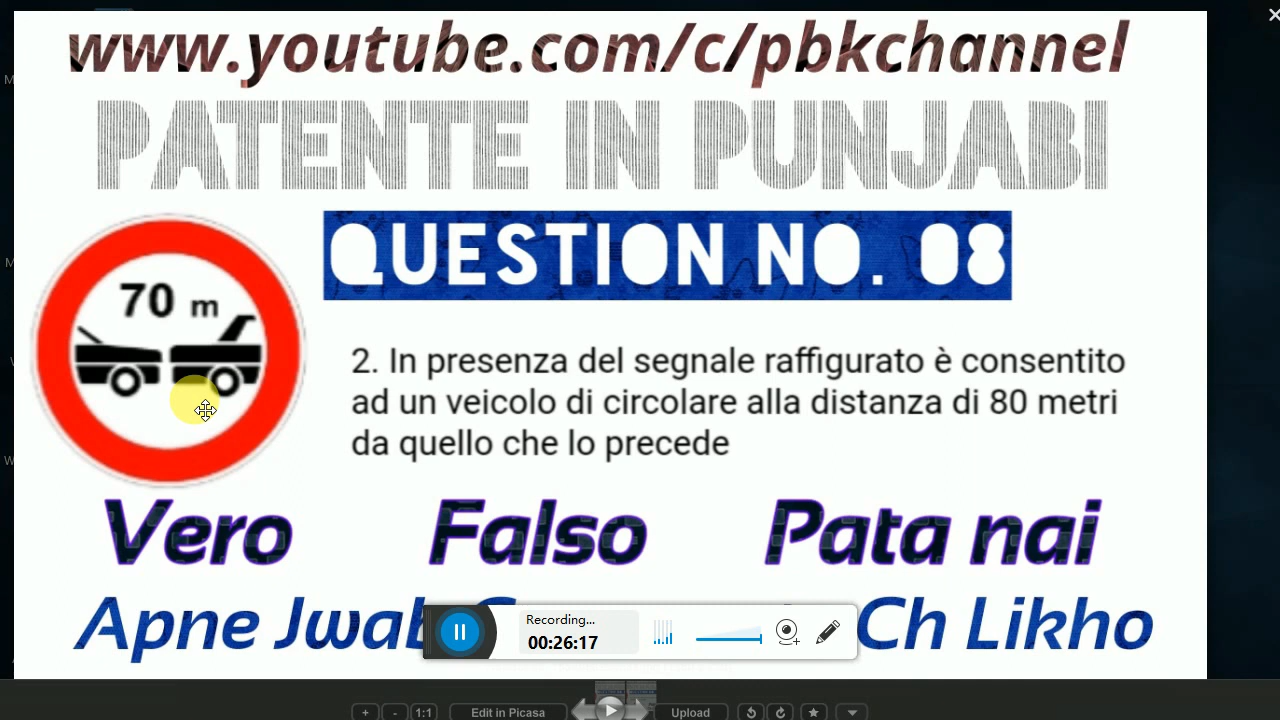 www.youtube.com/c/pbkchannel
PATENTE IN PUNJABI
QUESTION NO. 08
70 m
2. In presenza del segnale raffigurato è consentito
ad un veicolo di circolare alla distanza di 80 metri
da quello che lo precede
Vero Falso Pata nai
Apne Jwab Ch Likho
Recording...
00:26:17
+ - 1:1 Edit in Picasa Upload